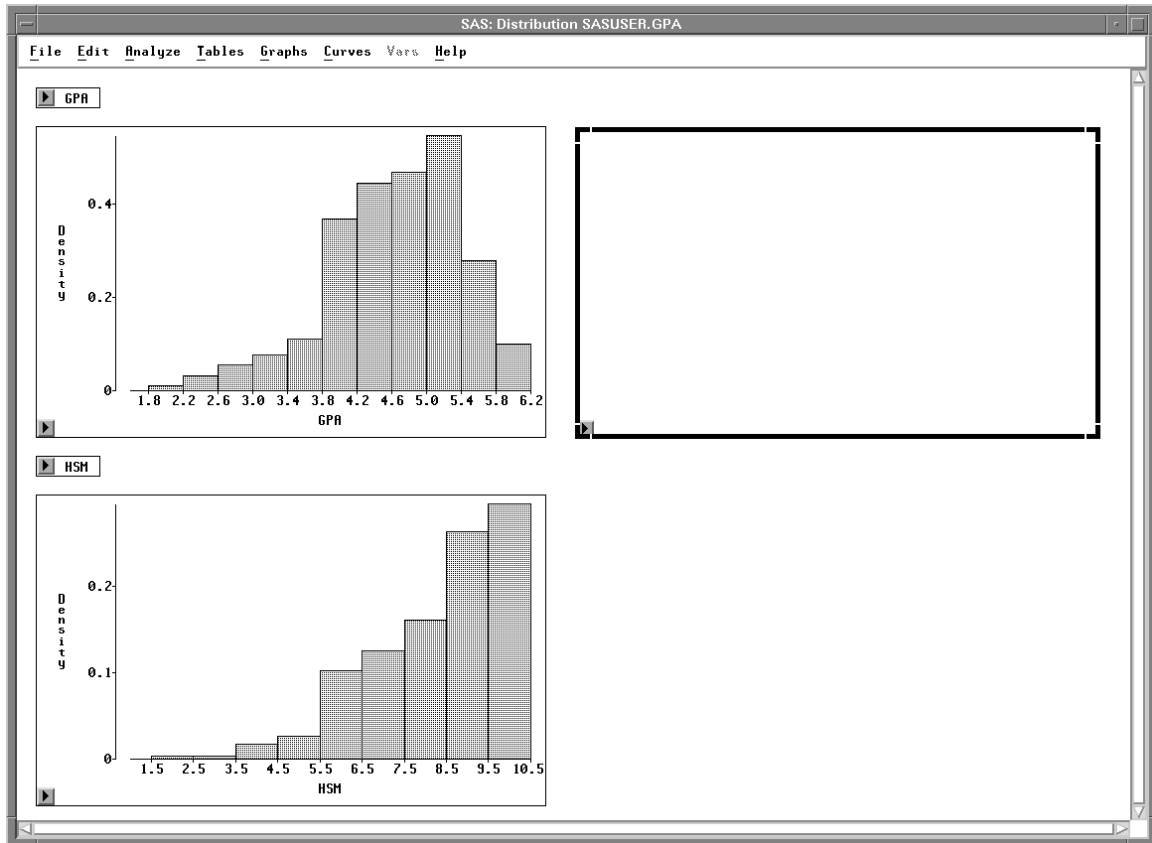 SAS: Distribution SASUSER.GPA
File Edit Analyze Tables Graphs Curves Vars Help
GPA
Density
0.4
0.2
0
1.8 2.2 2.6 3.0 3.4 3.8 4.2 4.6 5.0 5.4 5.8 6.2
GPA
HSM
Density
0.2
0.1
0
1.5 2.5 3.5 4.5 5.5 6.5 7.5 8.5 9.5 10.5
HSM